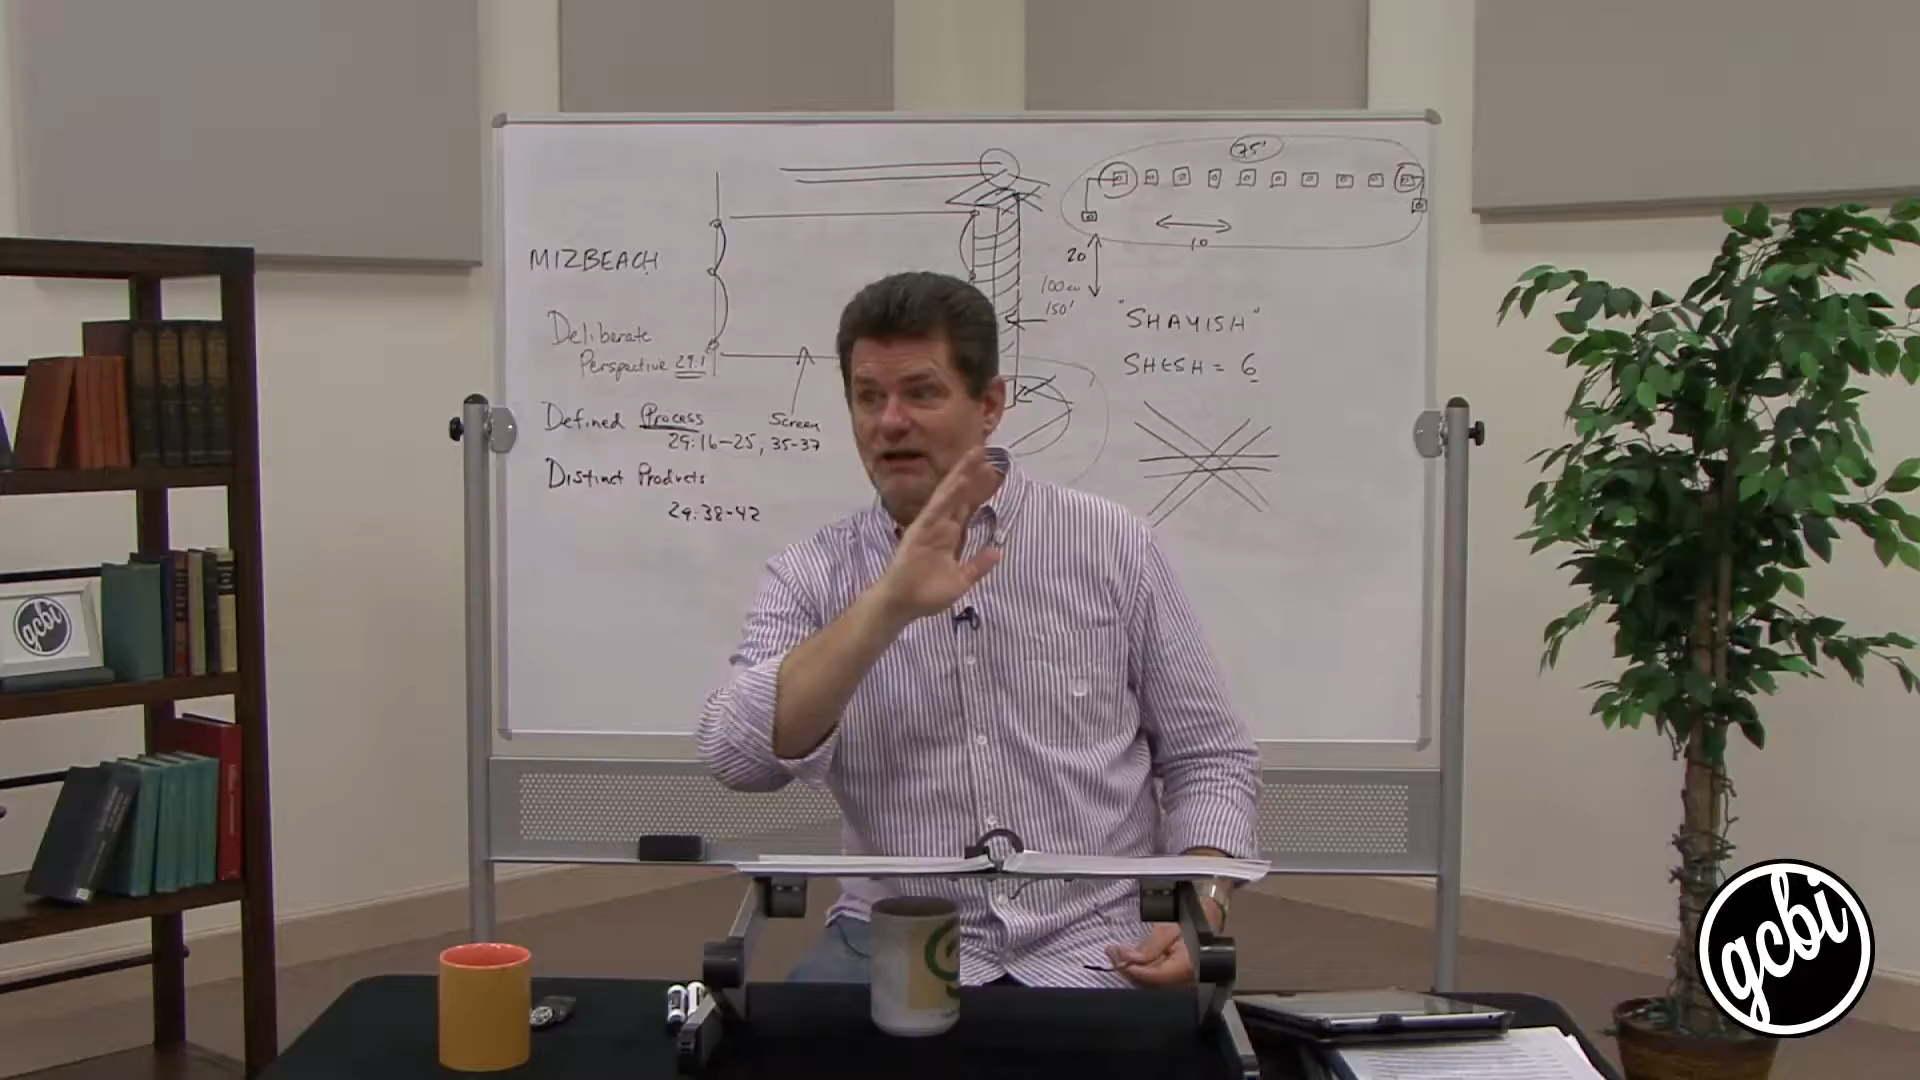 MIZBEACH
Deliberate
Perspective 29:1
Defined Process
29:16-25, 35-37
Distinct Products
29:38-42
Screen
75'
10
20
100cu
150'
"SHAYISH"
SHESH = 6
gcbi
gcbi